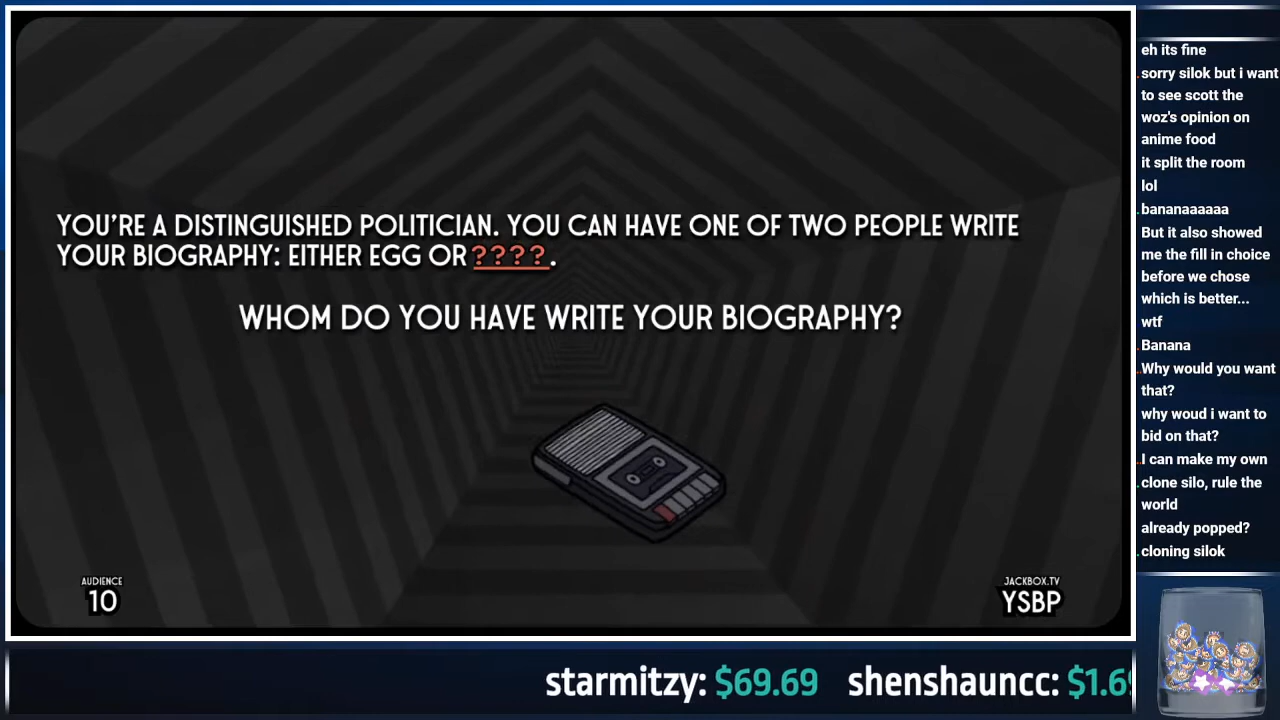 YOU'RE A DISTINGUISHED POLITICIAN. YOU CAN HAVE ONE OF TWO PEOPLE WRITE
YOUR BIOGRAPHY: EITHER EGG OR ????.
WHOM DO YOU HAVE WRITE YOUR BIOGRAPHY?
AUDIENCE
10
JACKBOX.TV
YSBP
eh its fine
sorry silok but i want
to see scott the
woz's opinion on
anime food
it split the room
lol
bananaaaaaa
But it also showed
me the fill in choice
before we chose
which is better...
wtf
Banana
Why would you want
that?
why woud i want to
bid on that?
I can make my own
clone silo, rule the
world
already popped?
cloning silok
starmitzy: $69.69 shenshauncc: $1.69